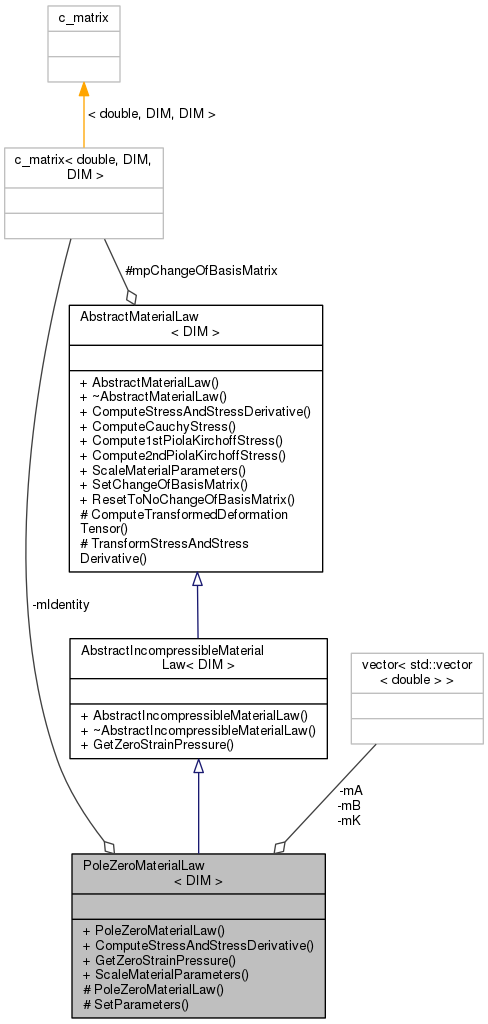 c_matrix
< double, DIM, DIM >
c_matrix< double, DIM,
DIM >
#mpChangeOfBasisMatrix
AbstractMaterialLaw
< DIM >
+ AbstractMaterialLaw()
+ ~AbstractMaterialLaw()
+ ComputeStressAndStressDerivative()
+ ComputeCauchyStress()
+ Compute1stPiolaKirchoffStress()
+ Compute2ndPiolaKirchoffStress()
+ ScaleMaterialParameters()
+ SetChangeOfBasisMatrix()
+ ResetToNoChangeOfBasisMatrix()
# ComputeTransformedDeformation
Tensor()
# TransformStressAndStress
Derivative()
-mIdentity
AbstractIncompressibleMaterial
Law< DIM >
+ AbstractIncompressibleMaterialLaw()
+ ~AbstractIncompressibleMaterialLaw()
+ GetZeroStrainPressure()
vector< std::vector
< double > >
-mA
-mB
-mK
PoleZeroMaterialLaw
< DIM >
+ PoleZeroMaterialLaw()
+ ComputeStressAndStressDerivative()
+ GetZeroStrainPressure()
+ ScaleMaterialParameters()
# PoleZeroMaterialLaw()
# SetParameters()